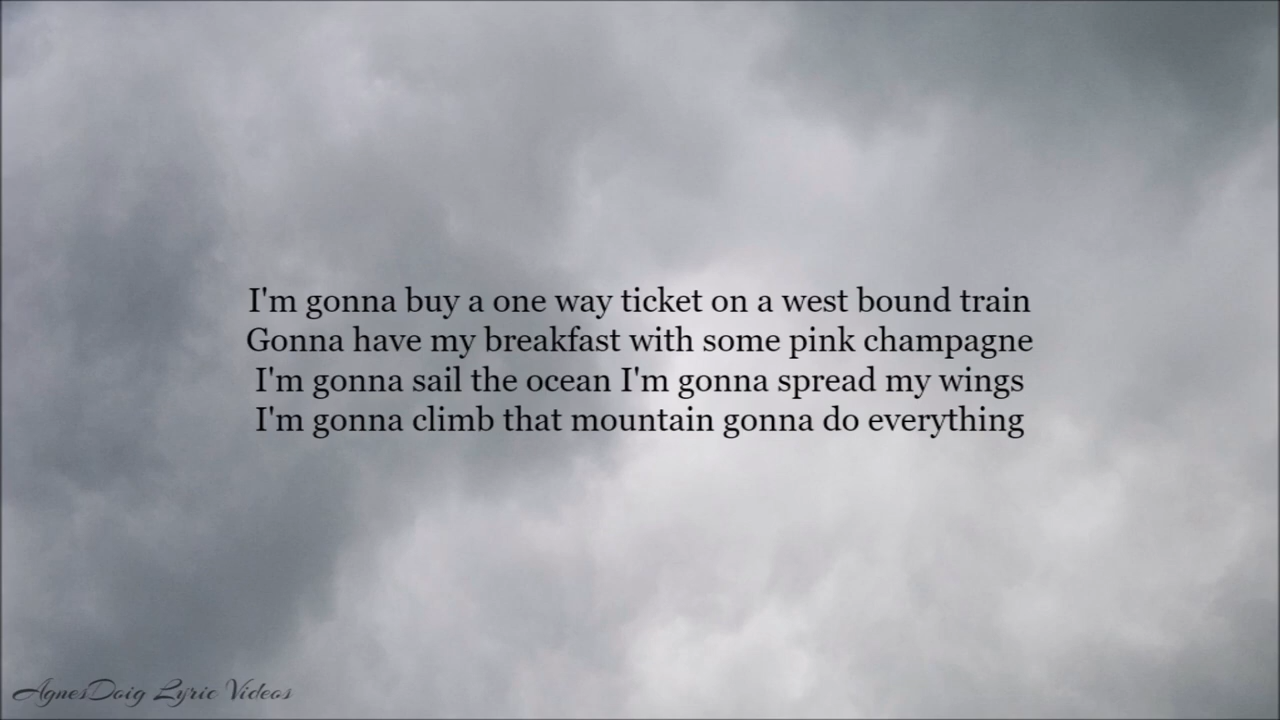 I'm gonna buy a one way ticket on a west bound train
Gonna have my breakfast with some pink champagne
I'm gonna sail the ocean I'm gonna spread my wings
I'm gonna climb that mountain gonna do everything
AgnesDoig Lyric Videos